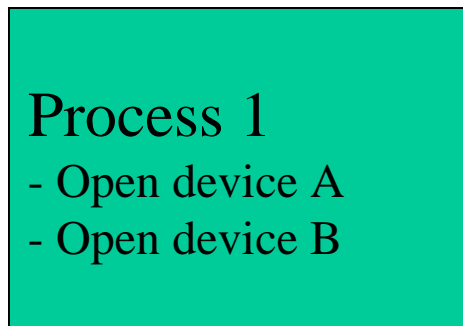 Process 1
- Open device A
- Open device B